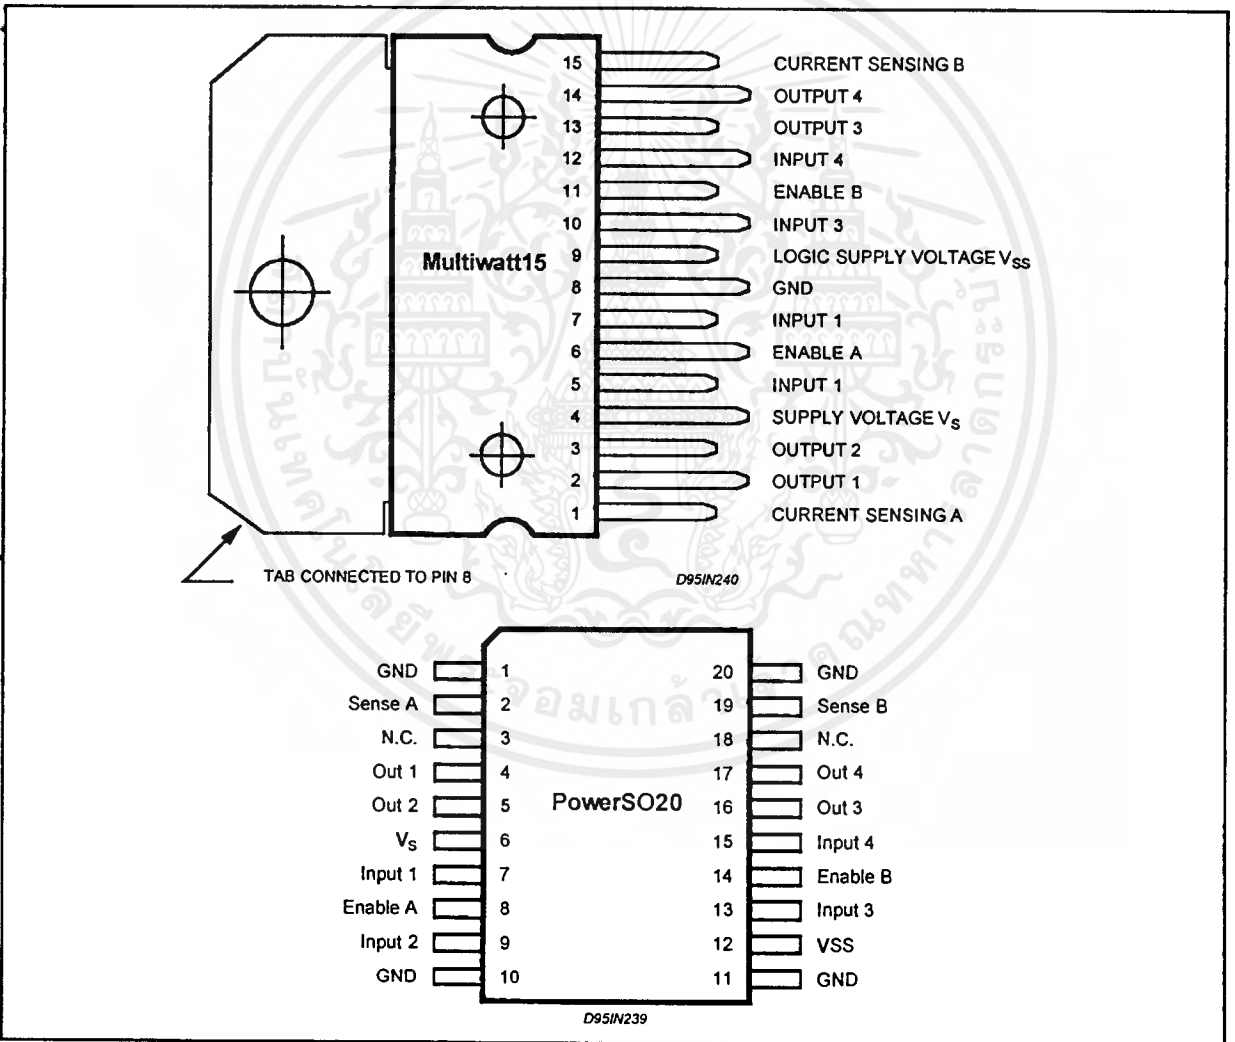 15 CURRENT SENSING B
14 OUTPUT 4
13 OUTPUT 3
12 INPUT 4
11 ENABLE B
10 INPUT 3
Multiwatt15 9 LOGIC SUPPLY VOLTAGE VSS
8 GND
7 INPUT 1
6 ENABLE A
5 INPUT 1
4 SUPPLY VOLTAGE VS
3 OUTPUT 2
2 OUTPUT 1
1 CURRENT SENSING A
TAB CONNECTED TO PIN 8
D95IN240
GND 1 20 GND
Sense A 2 19 Sense B
N.C. 3 18 N.C.
Out 1 4 17 Out 4
Out 2 5 PowerSO20 16 Out 3
VS 6 15 Input 4
Input 1 7 14 Enable B
Enable A 8 13 Input 3
Input 2 9 12 VSS
GND 10 11 GND
D95IN239